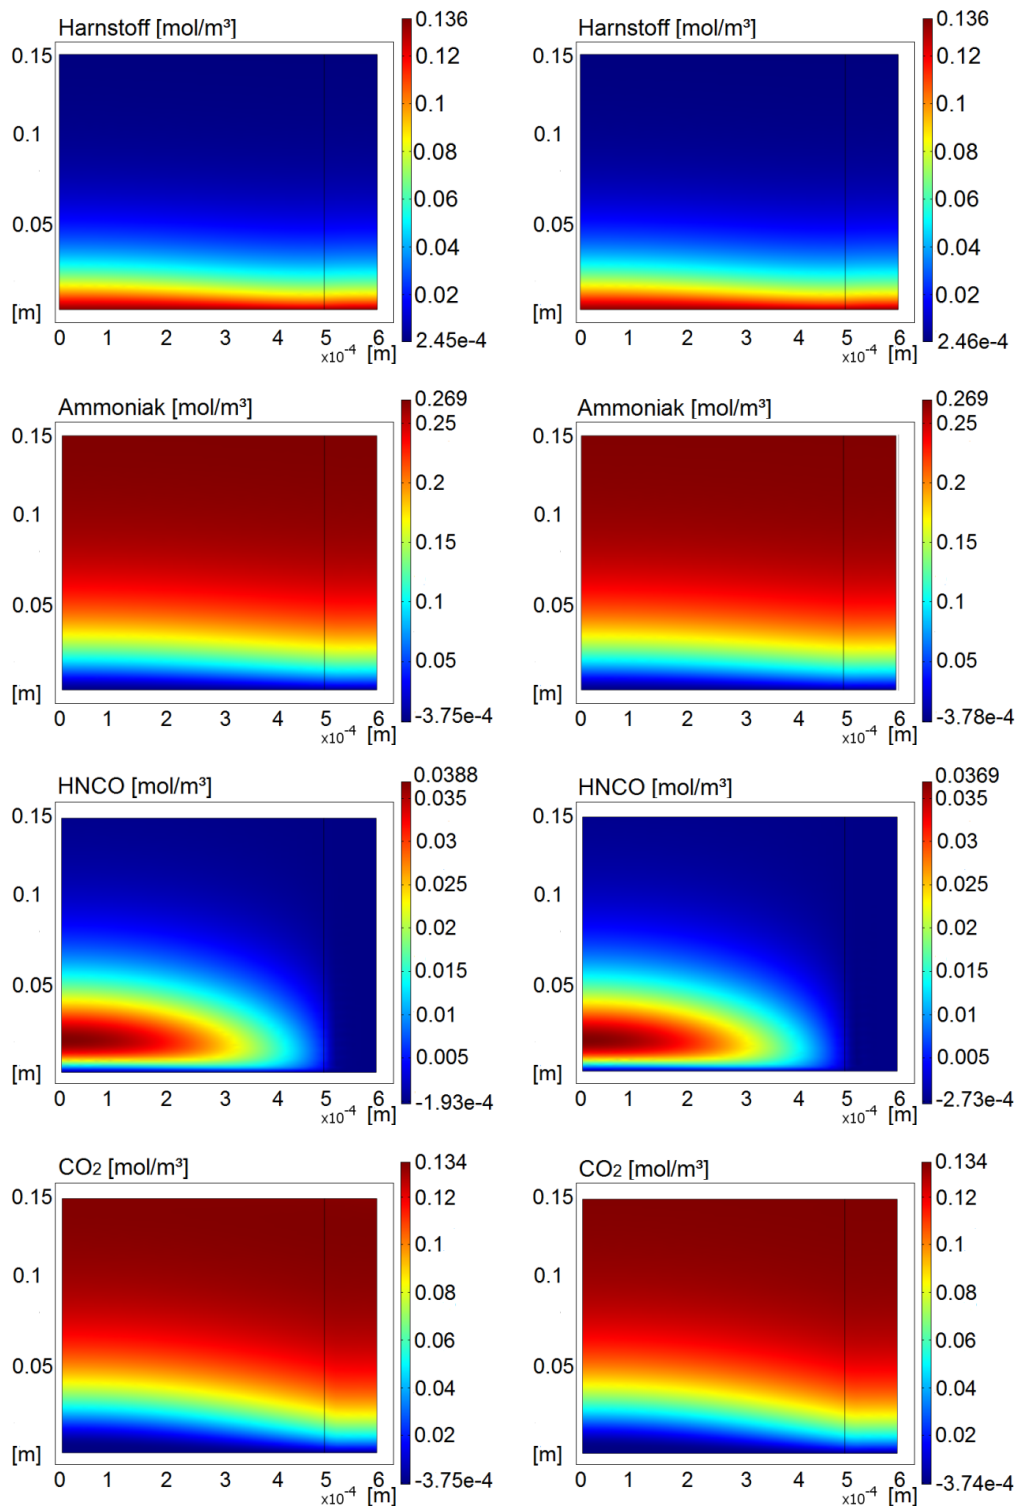 Harnstoff [mol/m³]
0.136
0.12
0.1
0.08
0.06
0.04
0.02
2.45e-4
0.15
0.1
0.05
[m]
0 1 2 3 4 5 6
x10⁻⁴ [m]
Harnstoff [mol/m³]
0.136
0.12
0.1
0.08
0.06
0.04
0.02
2.46e-4
0.15
0.1
0.05
[m]
0 1 2 3 4 5 6
x10⁻⁴ [m]
Ammoniak [mol/m³]
0.269
0.25
0.2
0.15
0.1
0.05
-3.75e-4
0.15
0.1
0.05
[m]
0 1 2 3 4 5 6
x10⁻⁴ [m]
Ammoniak [mol/m³]
0.269
0.25
0.2
0.15
0.1
0.05
-3.78e-4
0.15
0.1
0.05
[m]
0 1 2 3 4 5 6
x10⁻⁴ [m]
HNCO [mol/m³]
0.0388
0.035
0.03
0.025
0.02
0.015
0.01
0.005
-1.93e-4
0.15
0.1
0.05
[m]
0 1 2 3 4 5 6
x10⁻⁴ [m]
HNCO [mol/m³]
0.0369
0.035
0.03
0.025
0.02
0.015
0.01
0.005
-2.73e-4
0.15
0.1
0.05
[m]
0 1 2 3 4 5 6
x10⁻⁴ [m]
CO2 [mol/m³]
0.134
0.12
0.1
0.08
0.06
0.04
0.02
-3.75e-4
0.15
0.1
0.05
[m]
0 1 2 3 4 5 6
x10⁻⁴ [m]
CO2 [mol/m³]
0.134
0.12
0.1
0.08
0.06
0.04
0.02
-3.74e-4
0.15
0.1
0.05
[m]
0 1 2 3 4 5 6
x10⁻⁴ [m]